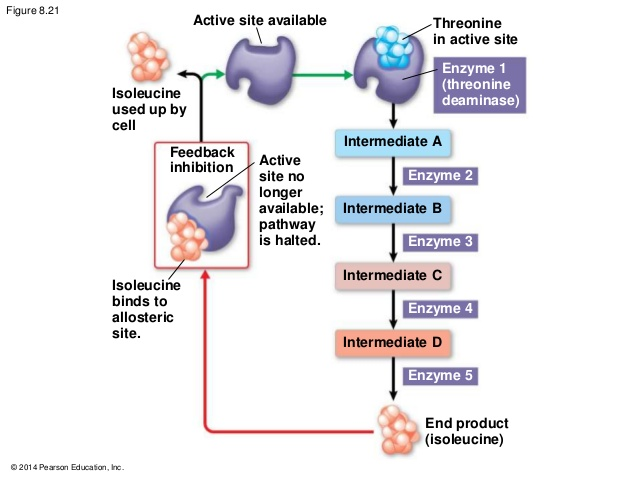 Figure 8.21
Active site available
Threonine
in active site
Enzyme 1
(threonine
deaminase)
Isoleucine
used up by
cell
Feedback
inhibition
Active
site no
longer
available;
pathway
is halted.
Isoleucine
binds to
allosteric
site.
Intermediate A
Enzyme 2
Intermediate B
Enzyme 3
Intermediate C
Enzyme 4
Intermediate D
Enzyme 5
End product
(isoleucine)
© 2014 Pearson Education, Inc.